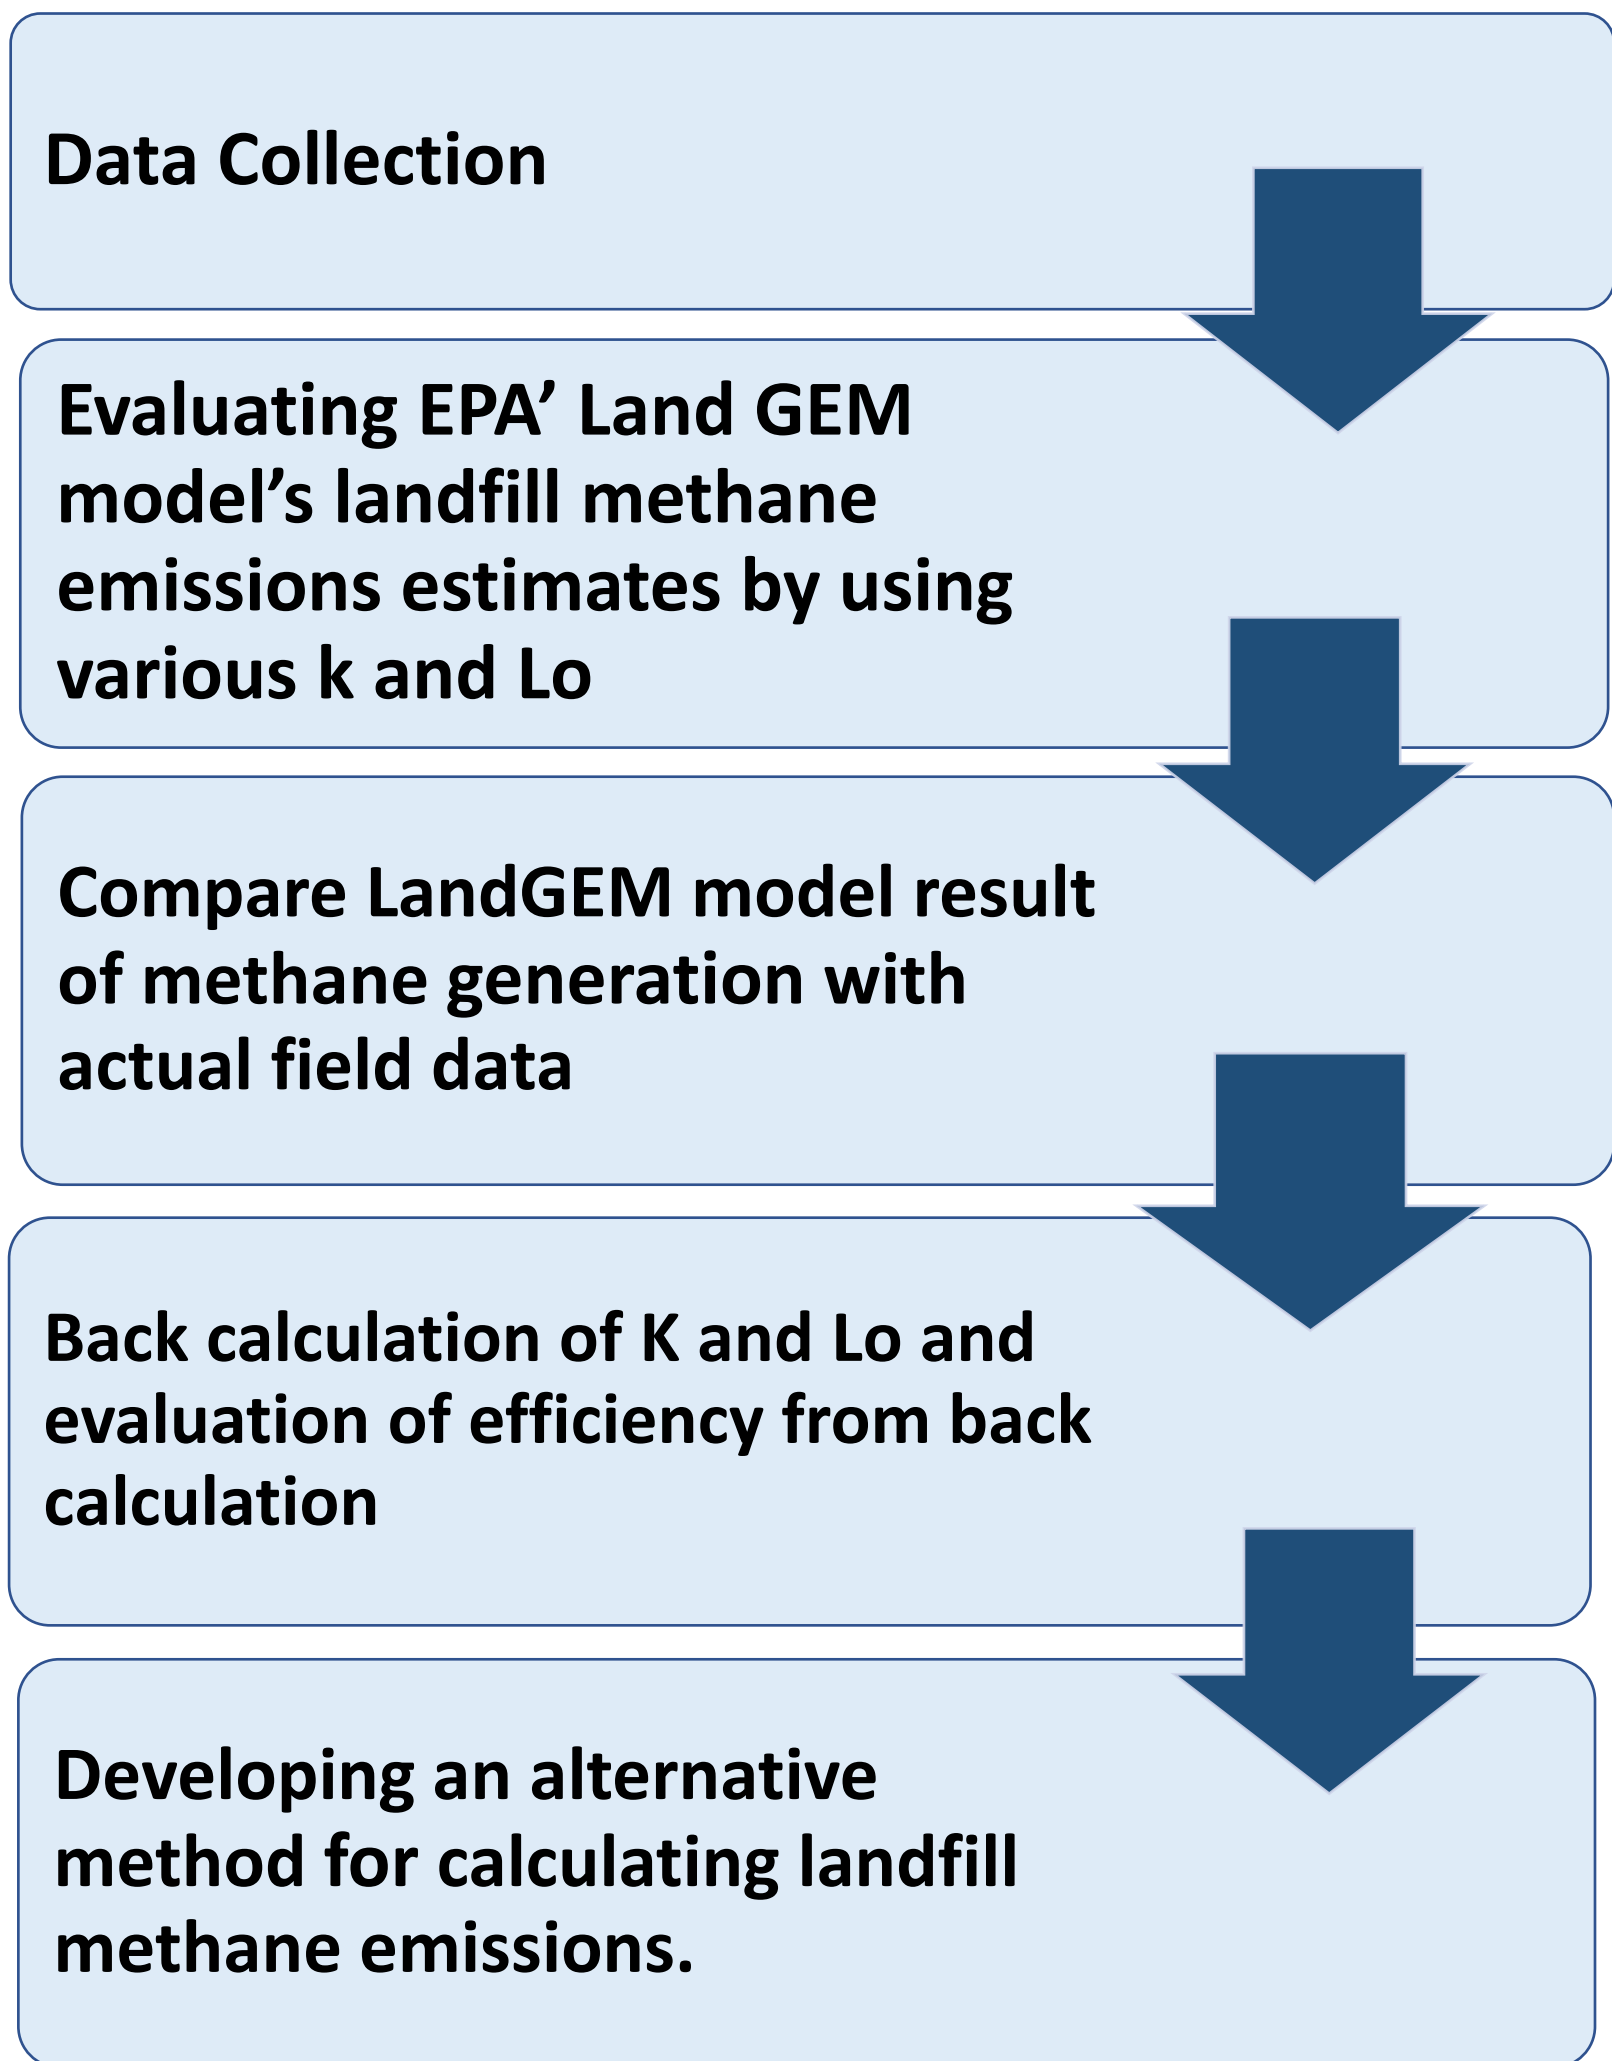 Data Collection
Evaluating EPA’ Land GEM
model’s landfill methane
emissions estimates by using
various k and Lo
Compare LandGEM model result
of methane generation with
actual field data
Back calculation of K and Lo and
evaluation of efficiency from back
calculation
Developing an alternative
method for calculating landfill
methane emissions.